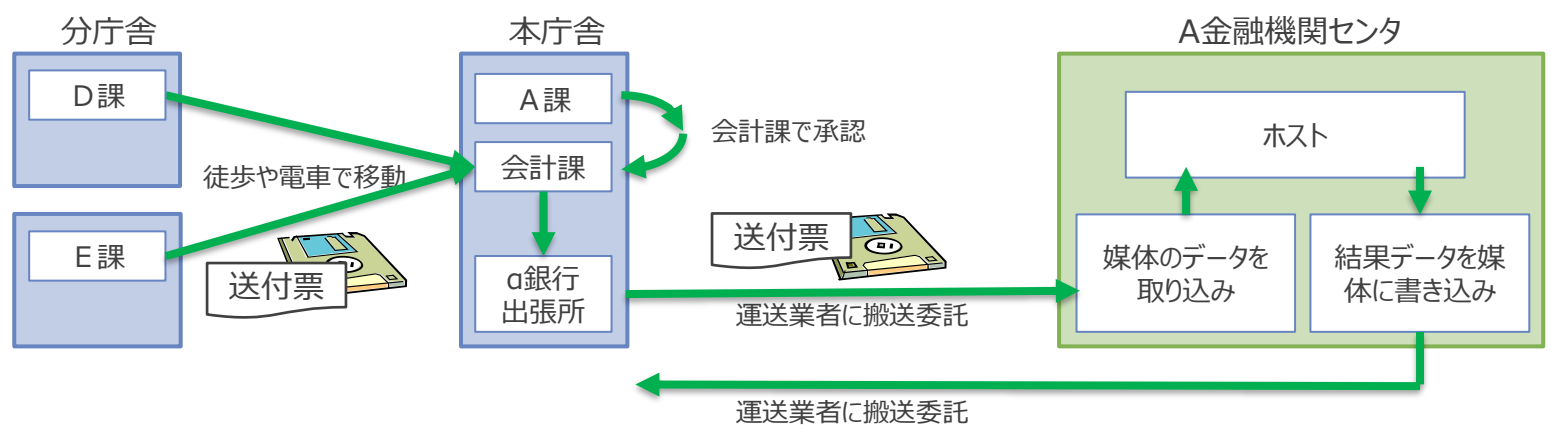 分庁舎
本庁舎
A金融機関センタ
D課
A課
会計課で承認
ホスト
会計課
徒歩や電車で移動
E課
送付票
送付票
α銀行
出張所
媒体のデータを
取り込み
結果データを媒
体に書き込み
運送業者に搬送委託
運送業者に搬送委託